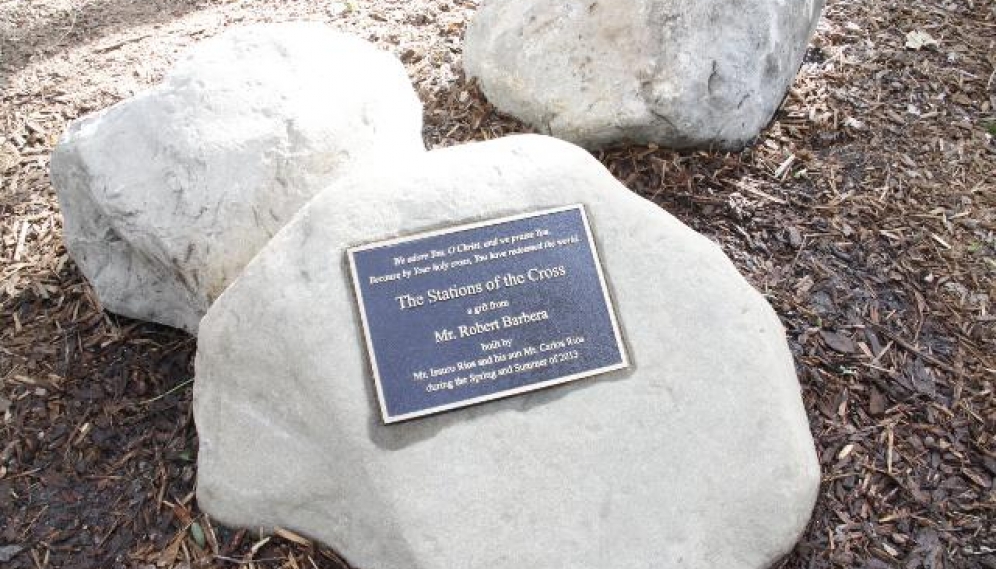 We adore You, O Christ, and we praise You.
Because by Your holy cross, You have redeemed the world.
The Stations of the Cross
a gift from
Mr. Robert Barbera
built by
Mr. Isauro Rios and his son Mr. Carlos Rios
during the Spring and Summer of 2013